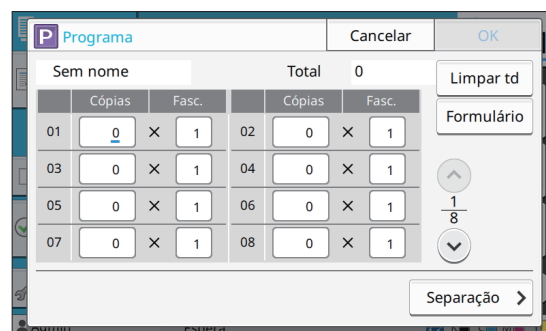 P Programa Cancelar OK
Sem nome Total 0 Limpar td
Cópias Fasc. Cópias Fasc. Formulário
01 0 × 1 02 0 × 1
03 0 × 1 04 0 × 1
05 0 × 1 06 0 × 1
1
8
07 0 × 1 08 0 × 1
Separação